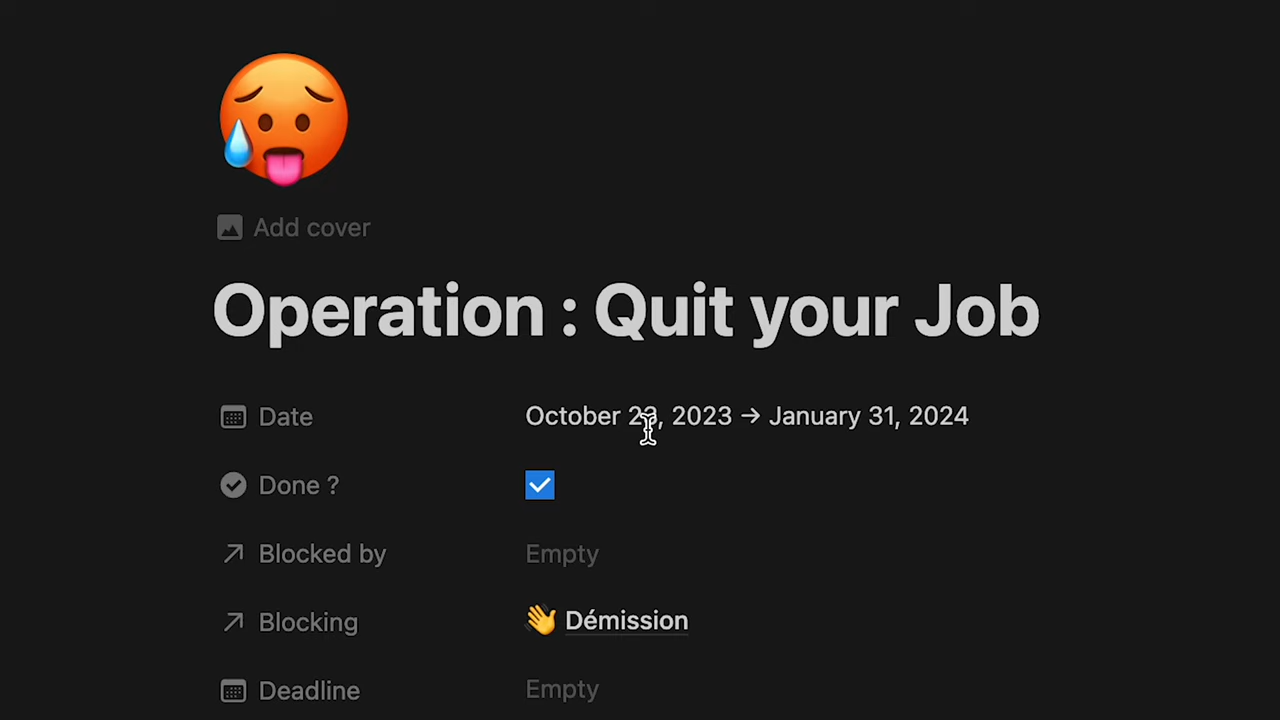 Add cover
Operation : Quit your Job
Date October 23, 2023 → January 31, 2024
Done ?
Blocked by Empty
Blocking 👋 Démission
Deadline Empty